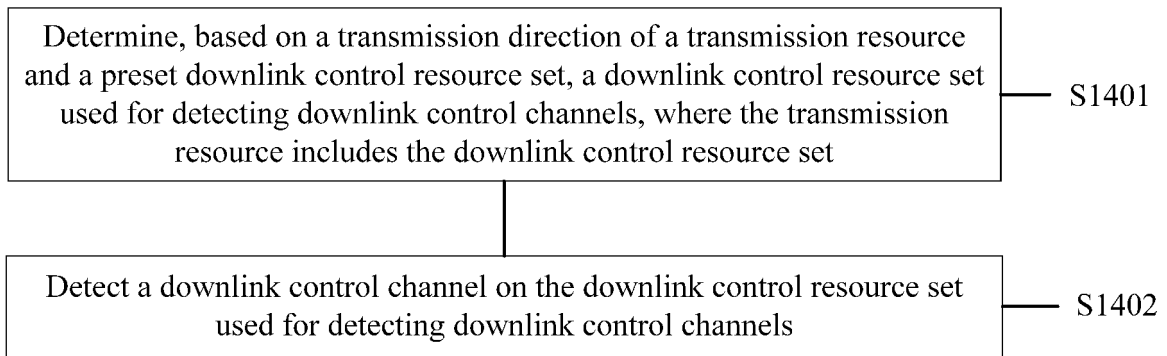 Determine, based on a transmission direction of a transmission resource
and a preset downlink control resource set, a downlink control resource set
used for detecting downlink control channels, where the transmission
resource includes the downlink control resource set
S1401
Detect a downlink control channel on the downlink control resource set
used for detecting downlink control channels
S1402